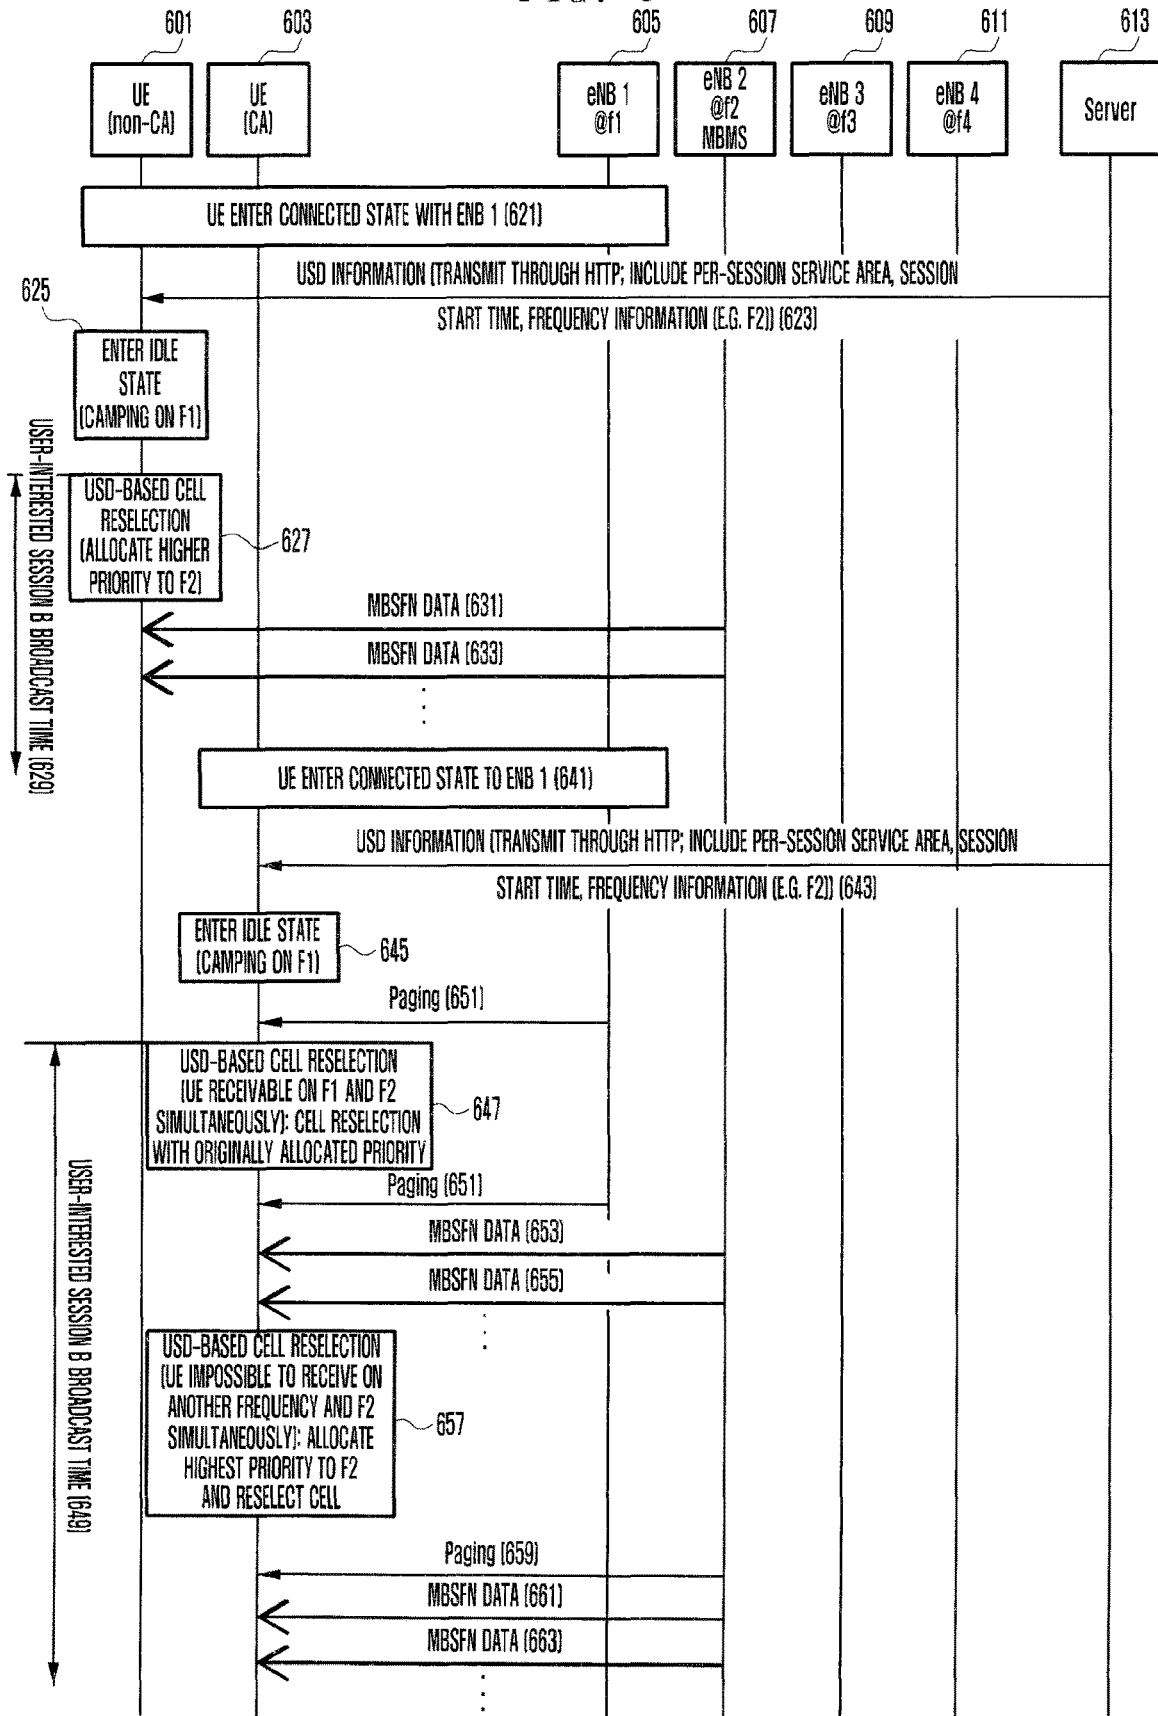 601
603
605
607
609
611
613
UE
(non-CA)
UE
(CA)
eNB 1
@f1
eNB 2
@f2
MBMS
eNB 3
@f3
eNB 4
@f4
Server
UE ENTER CONNECTED STATE WITH ENB 1 (621)
USD INFORMATION (TRANSMIT THROUGH HTTP; INCLUDE PER-SESSION SERVICE AREA, SESSION
START TIME, FREQUENCY INFORMATION (E.G. F2)) (623)
625
ENTER IDLE
STATE
(CAMPING ON F1)
USER-INTERESTED SESSION B BROADCAST TIME (629)
USD-BASED CELL
RESELECTION
(ALLOCATE HIGHER
PRIORITY TO F2)
627
MBSFN DATA (631)
MBSFN DATA (633)
UE ENTER CONNECTED STATE TO ENB 1 (641)
USD INFORMATION (TRANSMIT THROUGH HTTP; INCLUDE PER-SESSION SERVICE AREA, SESSION
START TIME, FREQUENCY INFORMATION (E.G. F2)) (643)
ENTER IDLE STATE
(CAMPING ON F1)
645
Paging (651)
USD-BASED CELL RESELECTION
(UE RECEIVABLE ON F1 AND F2
SIMULTANEOUSLY): CELL RESELECTION
WITH ORIGINALLY ALLOCATED PRIORITY
647
Paging (651)
MBSFN DATA (653)
MBSFN DATA (655)
USER-INTERESTED SESSION B BROADCAST TIME (649)
USD-BASED CELL RESELECTION
(UE IMPOSSIBLE TO RECEIVE ON
ANOTHER FREQUENCY AND F2
SIMULTANEOUSLY): ALLOCATE
HIGHEST PRIORITY TO F2
AND RESELECT CELL
657
Paging (659)
MBSFN DATA (661)
MBSFN DATA (663)